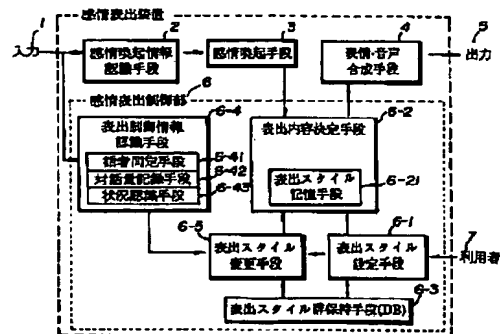 感情表出装置
1
入力
2
感情喚起情報
認識手段
3
感情喚起手段
4
表情・音声
合成手段
5
出力
感情表出制御部
6
6-4
表出制御情報
認識手段
話者同定手段
6-41
対話量記録手段
6-42
状況認識手段
6-43
6-2
表出内容決定手段
表出スタイル
記憶手段
6-21
6-5
表出スタイル
変更手段
6-1
表出スタイル
設定手段
7
利用者
6-3
表出スタイル群保持手段(DB)